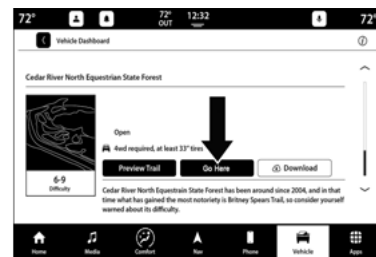 72° 72° OUT 12:32 72°
Vehicle Dashboard
Cedar River North Equestrian State Forest
Open
4wd required, at least 33" tires
Preview Trail Go Here Download
6-9
Difficulty
Cedar River North Equestrain State Forest has been around since 2004, and in that
time what has gained the most notoriety is Britney Spears Trail, so consider yourself
warned about its difficulty.
Home Media Comfort Nav Phone Vehicle Apps